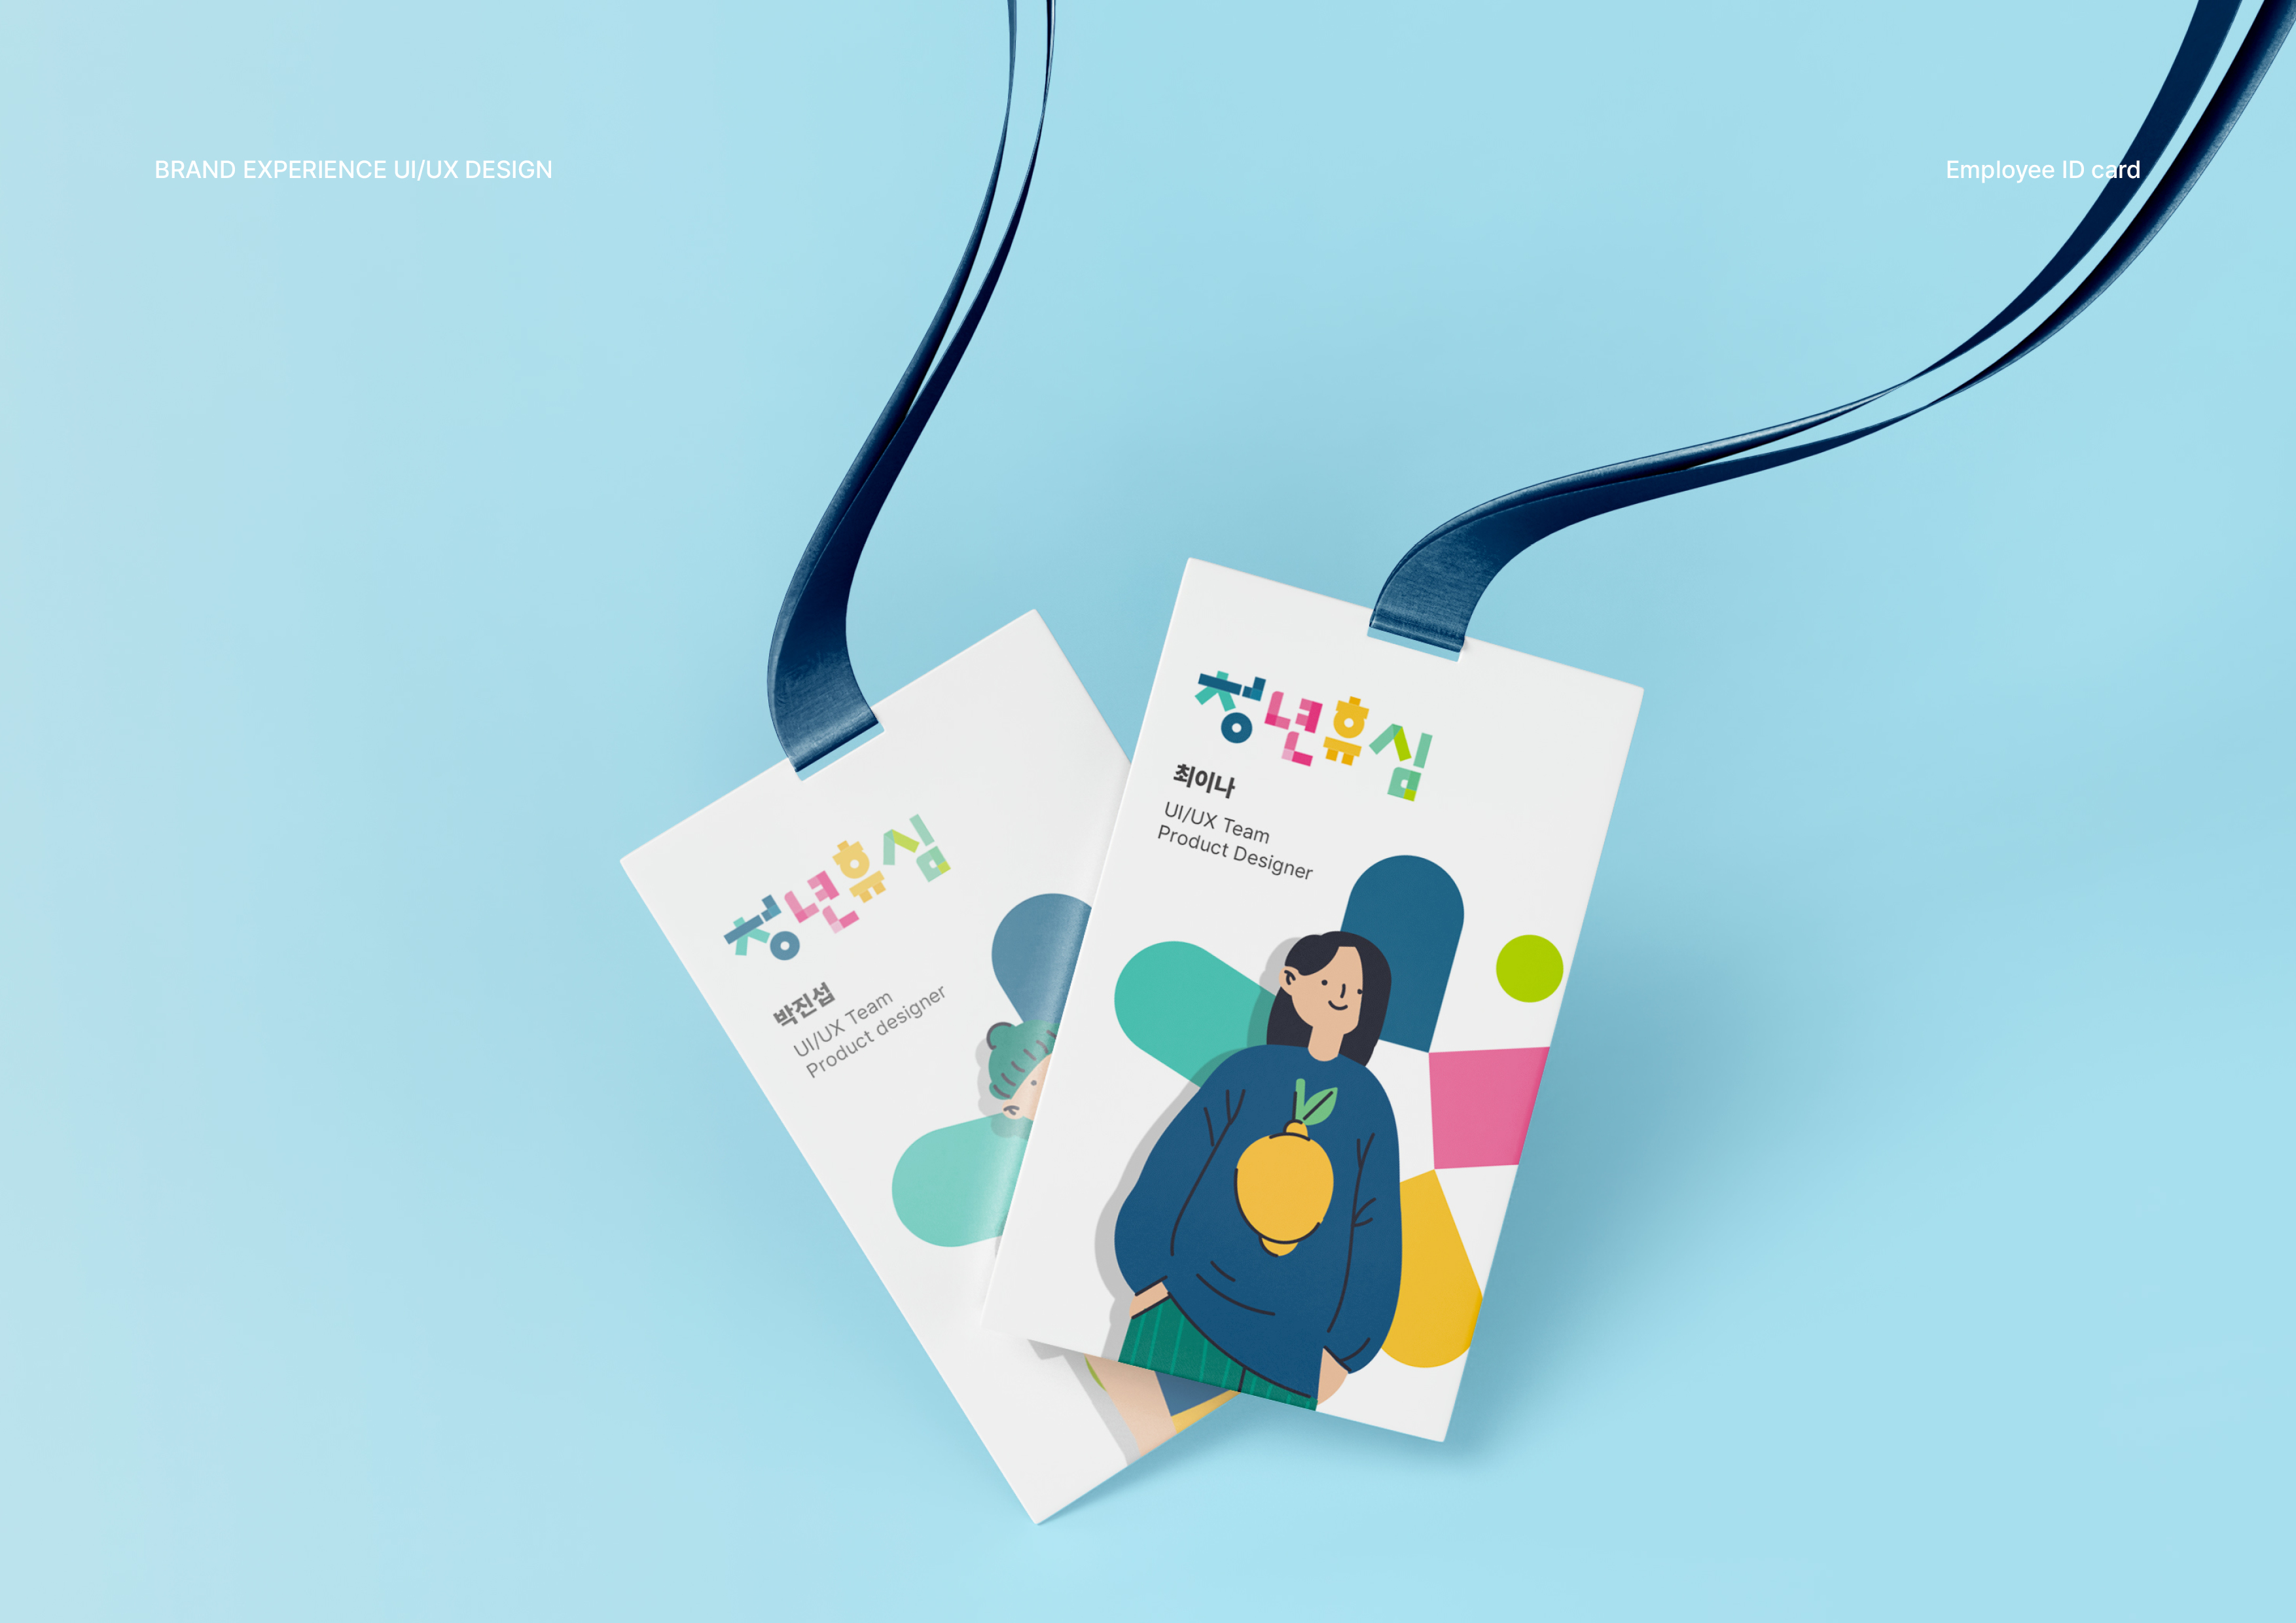 BRAND EXPERIENCE UI/UX DESIGN
Employee ID card
청년휴심
박진섭
UI/UX Team
Product designer
청년휴심
최이나
UI/UX Team
Product Designer